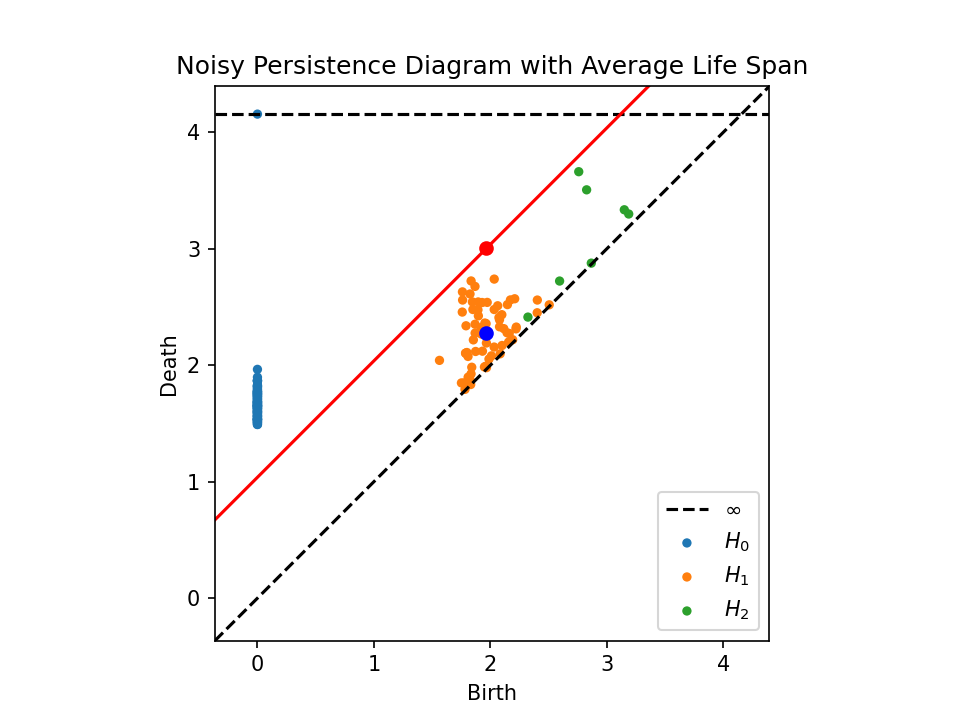 Noisy Persistence Diagram with Average Life Span
4
3
2
1
0
Death
0 1 2 3 4
Birth
∞
H₀
H₁
H₂